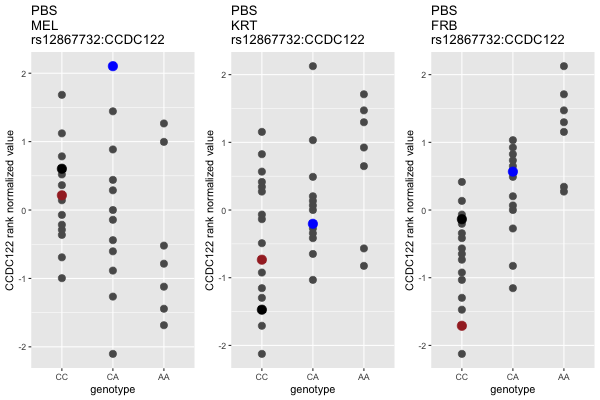 PBS
MEL
rs12867732:CCDC122
CCDC122 rank normalized value
2
1
0
-1
-2
CC
CA
AA
genotype
PBS
KRT
rs12867732:CCDC122
CCDC122 rank normalized value
2
1
0
-1
-2
CC
CA
AA
genotype
PBS
FRB
rs12867732:CCDC122
CCDC122 rank normalized value
2
1
0
-1
-2
CC
CA
AA
genotype